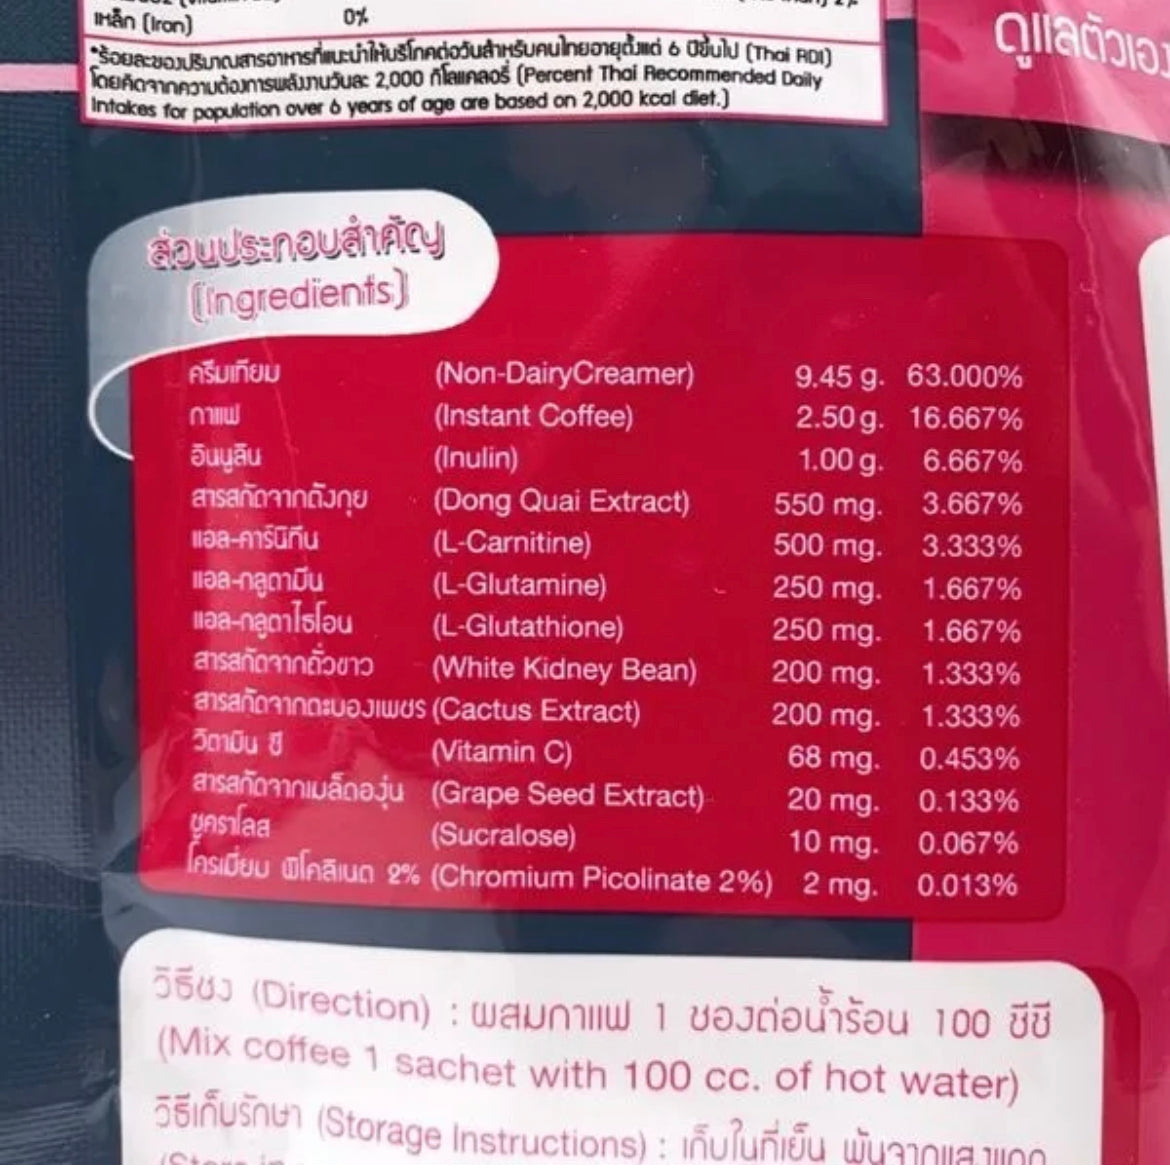 เหล็ก (Iron) 0%
*ร้อยละของปริมาณสารอาหารที่แนะนำให้บริโภคต่อวันสำหรับคนไทยอายุตั้งแต่ 6 ปีขึ้นไป (Thai RDI)
โดยคิดจากความต้องการพลังงานวันละ 2,000 กิโลแคลอรี่ (Percent Thai Recommended Daily
Intakes for population over 6 years of age are based on 2,000 kcal diet.)
ดูแลตัวเอง
ส่วนประกอบสำคัญ
(Ingredients)
ครีมเทียม (Non-DairyCreamer) 9.45 g. 63.000%
กาแฟ (Instant Coffee) 2.50 g. 16.667%
อินนูลิน (Inulin) 1.00 g. 6.667%
สารสกัดจากตังกุย (Dong Quai Extract) 550 mg. 3.667%
แอล-คาร์นิทีน (L-Carnitine) 500 mg. 3.333%
แอล-กลูตามีน (L-Glutamine) 250 mg. 1.667%
แอล-กลูตาไธโอน (L-Glutathione) 250 mg. 1.667%
สารสกัดจากถั่วขาว (White Kidney Bean) 200 mg. 1.333%
สารสกัดจากตะบองเพชร (Cactus Extract) 200 mg. 1.333%
วิตามิน ซี (Vitamin C) 68 mg. 0.453%
สารสกัดจากเมล็ดองุ่น (Grape Seed Extract) 20 mg. 0.133%
ซูคราโลส (Sucralose) 10 mg. 0.067%
โครเมี่ยม พิโคลิเนต 2% (Chromium Picolinate 2%) 2 mg. 0.013%
วิธีชง (Direction) : ผสมกาแฟ 1 ซองต่อน้ำร้อน 100 ซีซี
(Mix coffee 1 sachet with 100 cc. of hot water)
วิธีเก็บรักษา (Storage Instructions) : เก็บในที่เย็น พ้นจากแสงแดด
(Store in